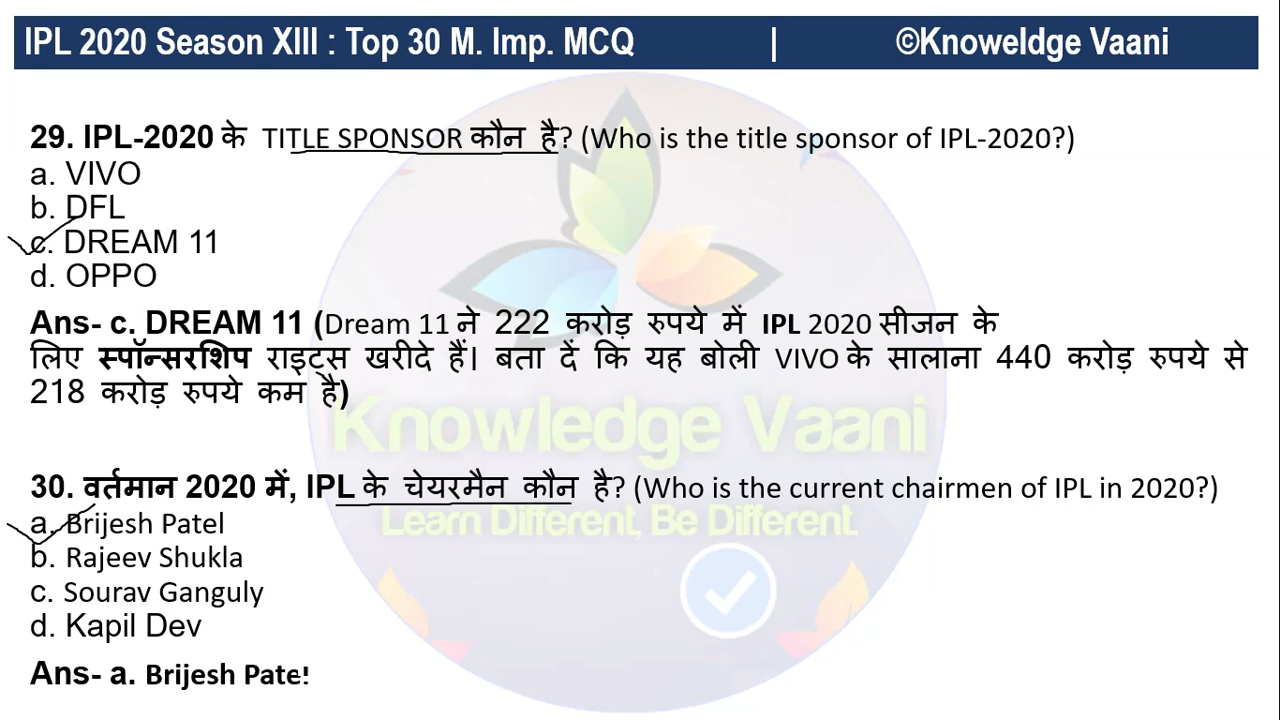 IPL 2020 Season XIII : Top 30 M. Imp. MCQ | ©Knoweldge Vaani
29. IPL-2020 के TITLE SPONSOR कौन है? (Who is the title sponsor of IPL-2020?)
a. VIVO
b. DFL
c. DREAM 11
d. OPPO
Ans- c. DREAM 11 (Dream 11 ने 222 करोड़ रुपये में IPL 2020 सीजन के
लिए स्पॉन्सरशिप राइट्स खरीदे हैं। बता दें कि यह बोली VIVO के सालाना 440 करोड़ रुपये से
218 करोड़ रुपये कम है)
Knowledge Vaani
30. वर्तमान 2020 में, IPL के चेयरमैन कौन है? (Who is the current chairmen of IPL in 2020?)
Learn Different, Be Different
a. Brijesh Patel
b. Rajeev Shukla
c. Sourav Ganguly
d. Kapil Dev
Ans- a. Brijesh Patel